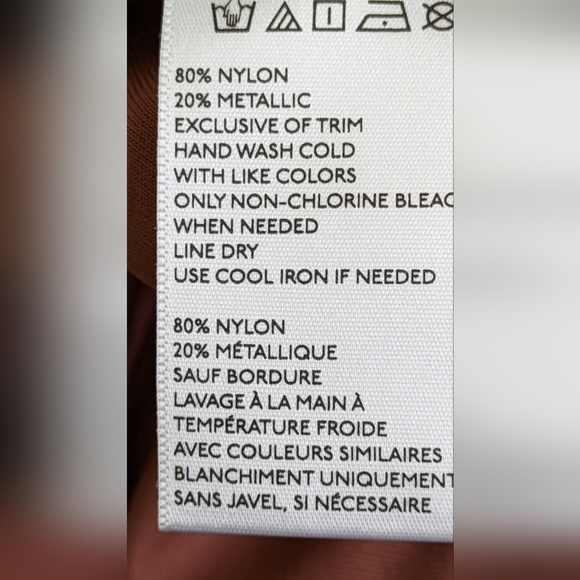 80% NYLON
20% METALLIC
EXCLUSIVE OF TRIM
HAND WASH COLD
WITH LIKE COLORS
ONLY NON-CHLORINE BLEAC
WHEN NEEDED
LINE DRY
USE COOL IRON IF NEEDED
80% NYLON
20% MÉTALLIQUE
SAUF BORDURE
LAVAGE À LA MAIN À
TEMPÉRATURE FROIDE
AVEC COULEURS SIMILAIRES
BLANCHIMENT UNIQUEMENT
SANS JAVEL, SI NÉCESSAIRE